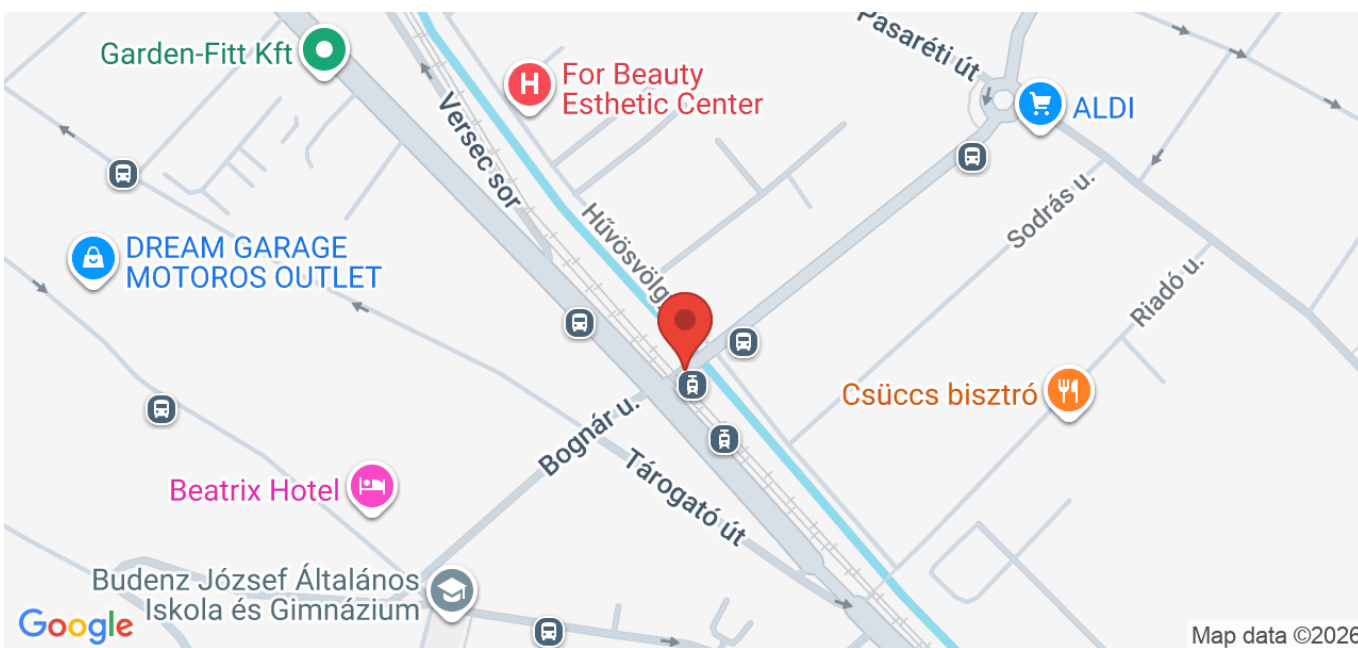 Pasaréti út
Garden-Fitt Kft
For Beauty
Esthetic Center
ALDI
Versec sor
Sodrás u.
Hűvösvölg
DREAM GARAGE
MOTOROS OUTLET
Riadó u.
Csüccs bisztró
Bognár u.
Tárogató út
Beatrix Hotel
Budenz József Általános
Iskola és Gimnázium
Google
Map data ©2026